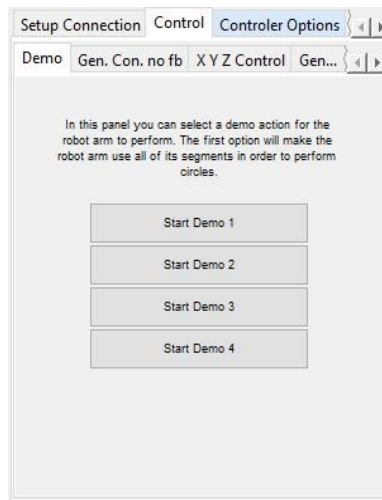 Setup Connection Control Controler Options
Demo Gen. Con. no fb X Y Z Control Gen...
In this panel you can select a demo action for the
robot arm to perform. The first option will make the
robot arm use all of its segments in order to perform
circles.
Start Demo 1
Start Demo 2
Start Demo 3
Start Demo 4